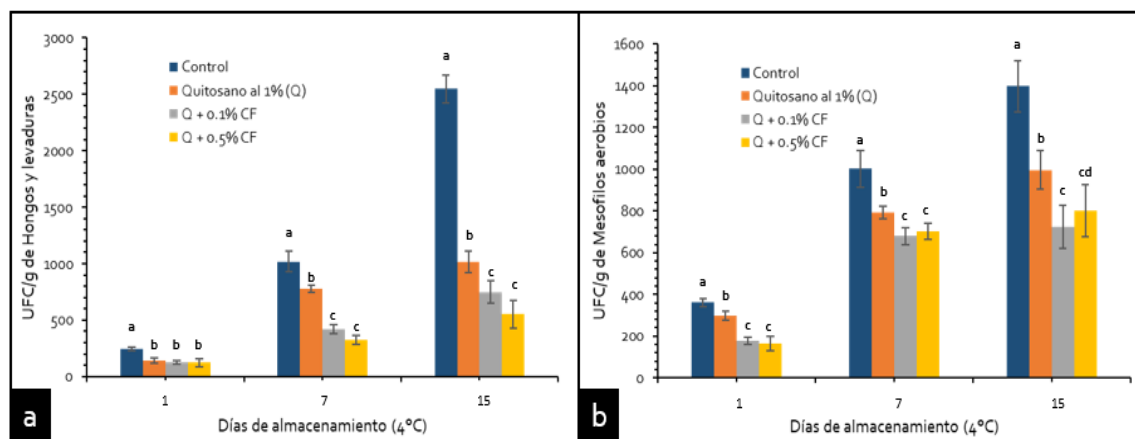 3000
2500
2000
1500
1000
500
0
UFC/g de Hongos y levaduras
Control
Quitosano al 1% (Q)
Q + 0.1% CF
Q + 0.5% CF
a
b
b
b
a
b
c
c
a
b
c
c
1
7
15
Días de almacenamiento (4°C)
a
1600
1400
1200
1000
800
600
400
200
0
UFC/g de Mesofilos aerobios
Control
Quitosano al 1% (Q)
Q + 0.1% CF
Q + 0.5% CF
a
b
c
c
a
b
c
c
a
b
c
cd
1
7
15
Días de almacenamiento (4°C)
b